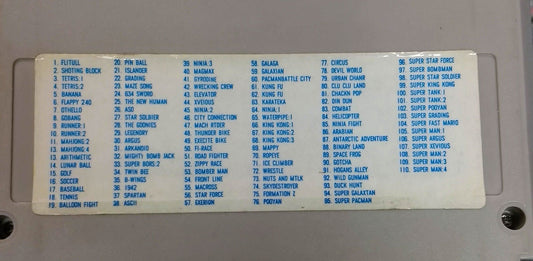 1. FLITULL
2. SHOTING BLOCK
3. TETRIS:1
4. TETRIS:2
5. BANANA
6. FLAPPY 240
7. OTHELLO
8. GOBANG
9. RUNNER:1
10. RUNNER:2
11. MAHJONG 2
12. MAHJONG 4
13. ARITHMETIC
14. LUNAR BALL
15. GOLF
16. SOCCER
17. BASEBALL
18. TENNIS
19. BALLOON FIGHT
20. PIN BALL
21. ISLANDER
22. GRADING
23. MAZE SONG
24. 634 SWORD
25. THE NEW HUMAN
26. ASO
27. STAR SOLDIER
28. THE GOONIES
29. LEGENORY
30. ARGUS
31. ARKANOID
32. MIGHTY BOMB JACK
33. SUPER BORS:2
34. TWIN BEE
35. B-WINGS
36. 1942
37. SPARTAN
38. ASCII
39. NINJA:3
40. MAGMAX
41. GYRODINE
42. WRECKING CREW
43. ELEVATOR
44. XVEIOUS
45. NINJA:1
46. CITY CONNECTION
47. MACH RIDER
48. THUNDER BIKE
49. EXECITE BIKE
50. FI-RACE
51. ROAD FIGHTER
52. ZIPPY RACE
53. BOMBER MAN
54. FRONT LINE
55. MACROSS
56. STAR FORCE
57. EXERION
58. GALAGA
59. GALAXIAN
60. PACMANBATTLE CITY
61. KUNG FU
62. KUNG FU
63. KARATEKA
64. NINJA:2
65. WATERPIPE:1
66. KING KONG:1
67. KING KONG:2
68. KING KONG:3
69. MAPPY
70. POPEYE
71. ICE CLIMBER
72. WRESTLE
73. NUTS AND MTLK
74. SKYDESTROYER
75. FORMATION Z
76. POOYAN
77. CIRCUS
78. DEVIL WORLD
79. URBAN CHANR
80. CLU CLU LAND
81. CHACKN POP
82. DIN DUN
83. COMBAT
84. HELICOPTER
85. NINJA FIGHT
86. ARABIAN
87. ANTARCTIC ADVENTURE
88. BINARY LAND
89. SPACE FROG
90. GOTCHA
91. HOGANS ALLEY
92. WILD GUNMAN
93. DUCK HUNT
94. SUPER GALAXTAN
95. SUPER PACMAN
96. SUPER STAR FORCE
97. SUPER BOMBMAN
98. SUPER STAR SOLDIER
99. SUPER KING KONG
100. SUPER TANK:1
101. SUPER TANK:2
102. SUPER POOYAN
103. SUPER GRADING
104. SUPER FAST MARIO
105. SUPER MAN:1
106. SUPER ARGUS
107. SUPER XEVIOUS
108. SUPER MAN:2
109. SUPER MAN:3
110. SUPER MAN:4